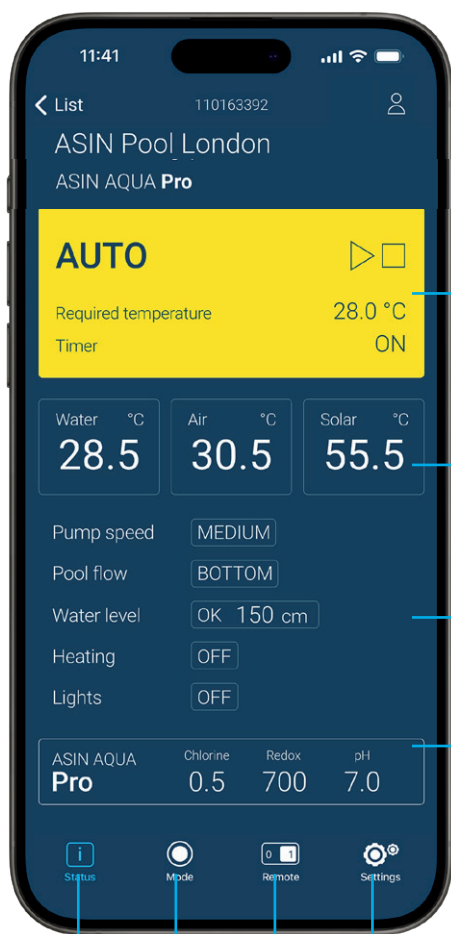 11:41
List 110163392
ASIN Pool London
ASIN AQUA Pro
AUTO
Required temperature 28.0 °C
Timer ON
Water °C Air °C Solar °C
28.5 30.5 55.5
Pump speed MEDIUM
Pool flow BOTTOM
Water level OK 150 cm
Heating OFF
Lights OFF
ASIN AQUA Chlorine Redox pH
Pro 0.5 700 7.0
i 0 1
Status Mode Remote Settings